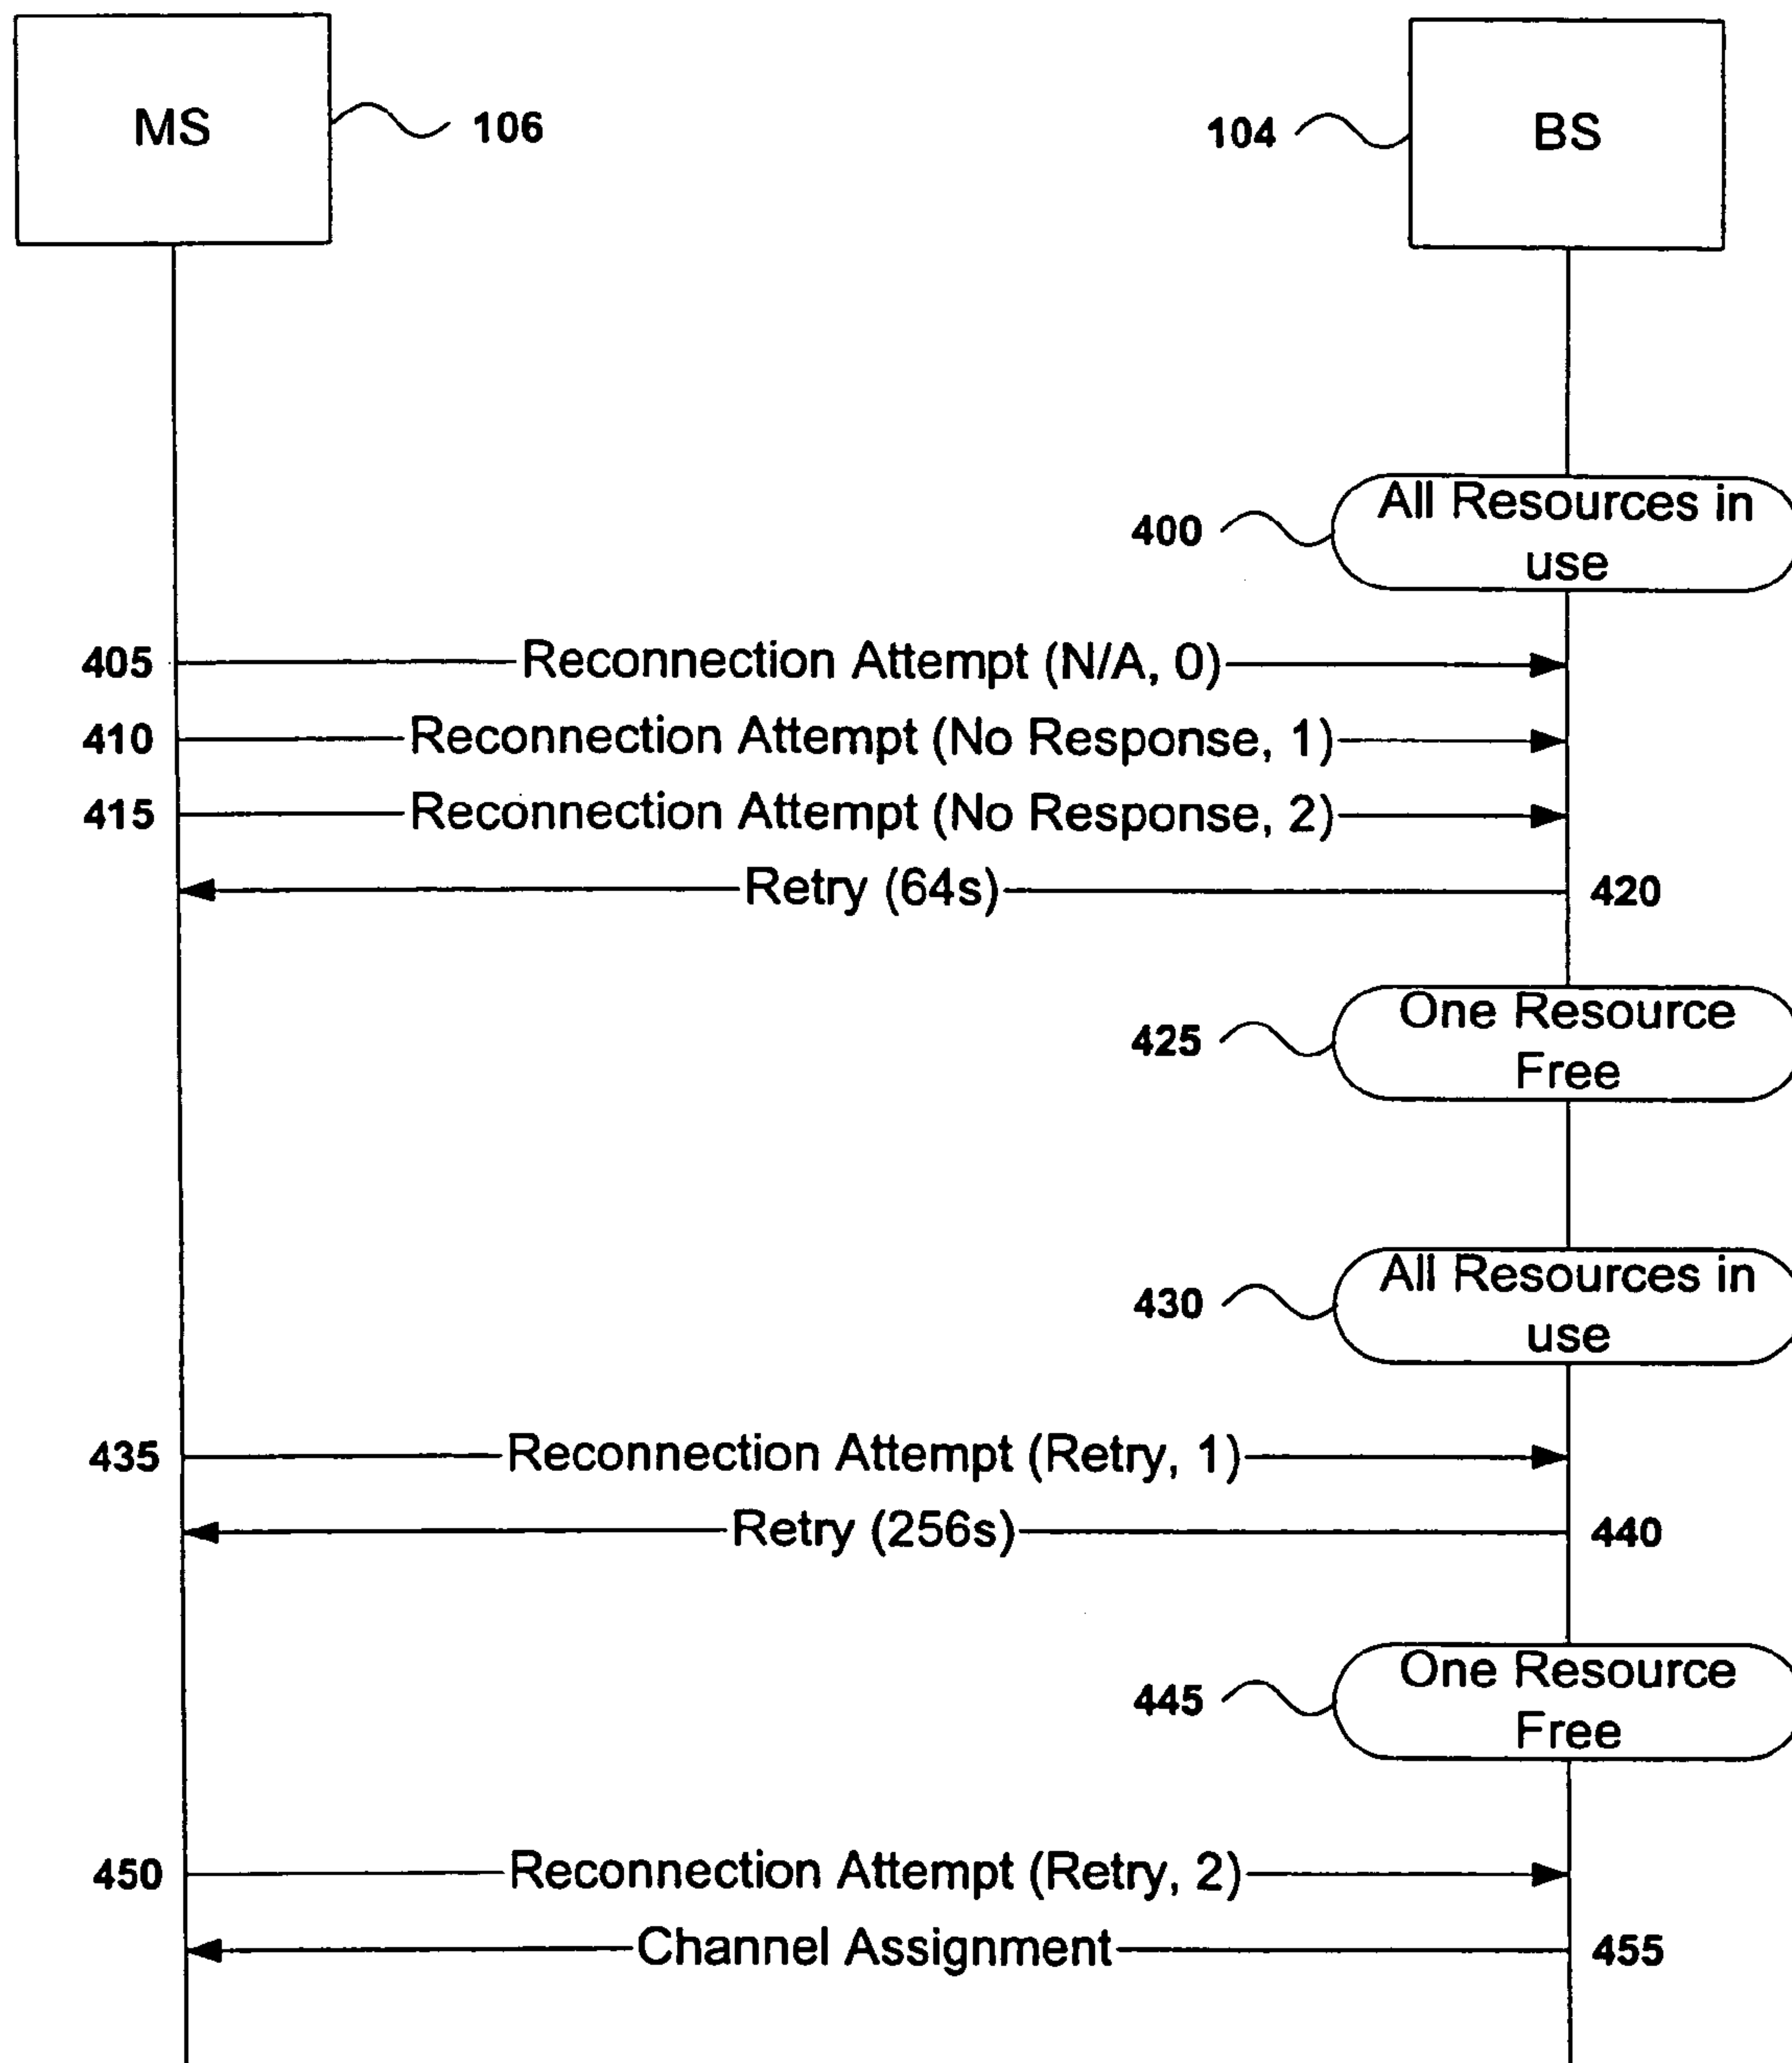 MS
106
104
BS
400
All Resources in
use
405
Reconnection Attempt (N/A, 0)
410
Reconnection Attempt (No Response, 1)
415
Reconnection Attempt (No Response, 2)
Retry (64s)
420
425
One Resource
Free
430
All Resources in
use
435
Reconnection Attempt (Retry, 1)
Retry (256s)
440
445
One Resource
Free
450
Reconnection Attempt (Retry, 2)
Channel Assignment
455